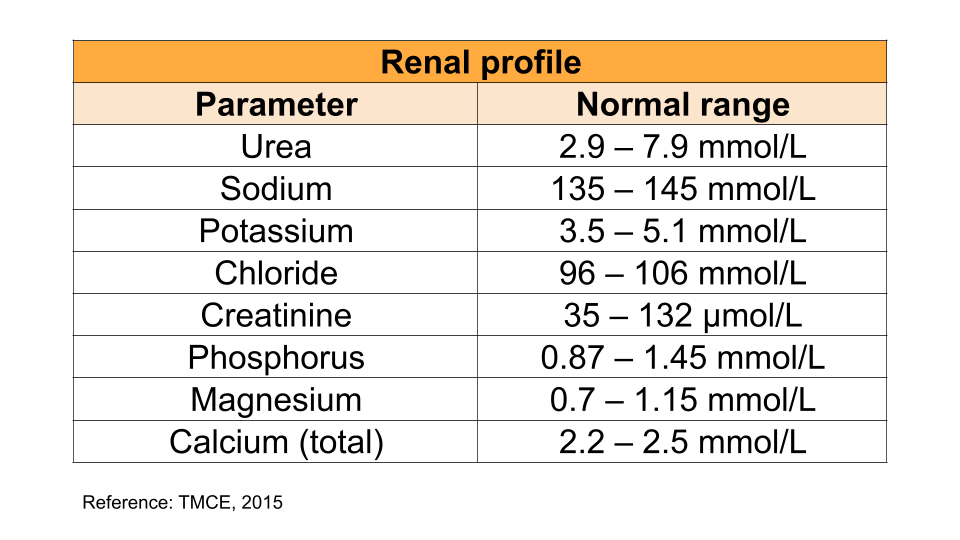 Renal profile
Parameter Normal range
Urea 2.9 – 7.9 mmol/L
Sodium 135 – 145 mmol/L
Potassium 3.5 – 5.1 mmol/L
Chloride 96 – 106 mmol/L
Creatinine 35 – 132 µmol/L
Phosphorus 0.87 – 1.45 mmol/L
Magnesium 0.7 – 1.15 mmol/L
Calcium (total) 2.2 – 2.5 mmol/L
Reference: TMCE, 2015